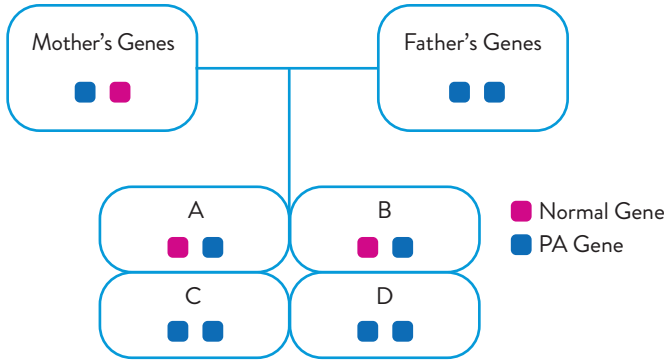 Mother’s Genes
Father’s Genes
A
B
Normal Gene
PA Gene
C
D